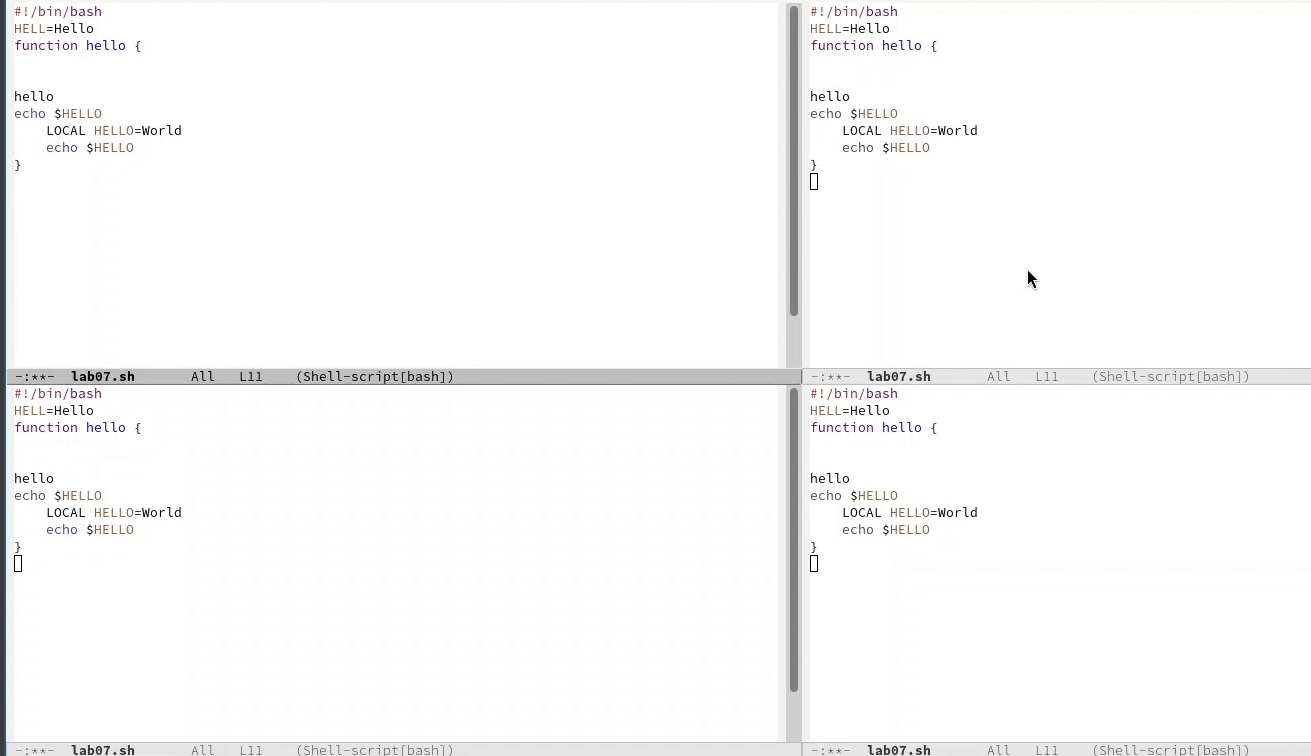 #!/bin/bash
HELL=Hello
function hello {
hello
echo $HELLO
    LOCAL HELLO=World
    echo $HELLO
}
-:**-  lab07.sh       All   L11    (Shell-script[bash])
#!/bin/bash
HELL=Hello
function hello {
hello
echo $HELLO
    LOCAL HELLO=World
    echo $HELLO
}
-:**-  lab07.sh       All   L11    (Shell-script[bash])
#!/bin/bash
HELL=Hello
function hello {
hello
echo $HELLO
    LOCAL HELLO=World
    echo $HELLO
}
-:**-  lab07.sh       All   L11    (Shell-script[bash])
#!/bin/bash
HELL=Hello
function hello {
hello
echo $HELLO
    LOCAL HELLO=World
    echo $HELLO
}
-:**-  lab07.sh       All   L11    (Shell-script[bash])